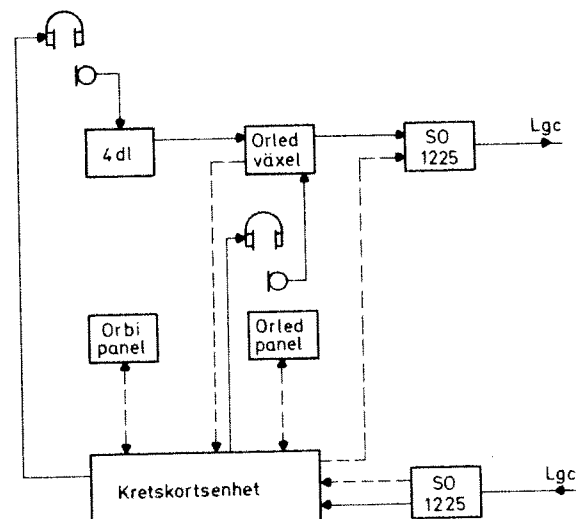 4dl
Orled
växel
SO
1225
Lgc
Orbi
panel
Orled
panel
Kretskortsenhet
SO
1225
Lgc